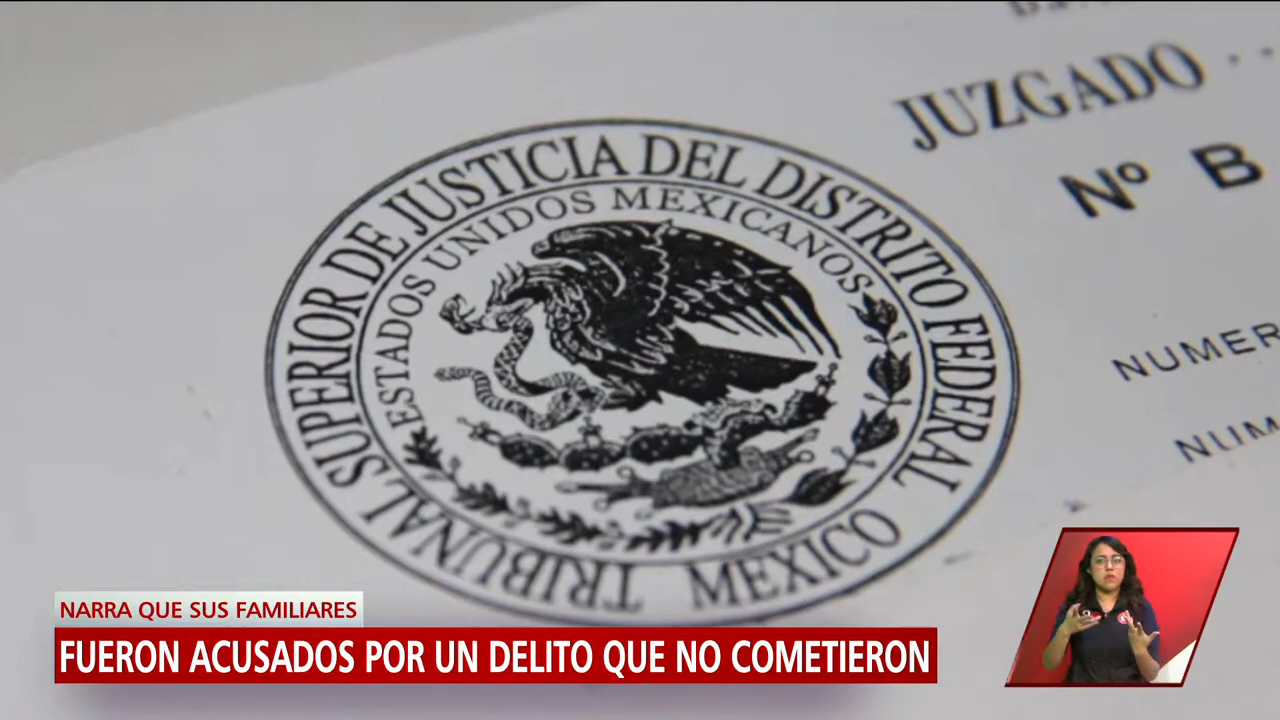 JUZGADO
Nº B
TRIBUNAL SUPERIOR DE JUSTICIA DEL DISTRITO FEDERAL
ESTADOS UNIDOS MEXICANOS
MEXICO
NUMER
NUM
NARRA QUE SUS FAMILIARES
FUERON ACUSADOS POR UN DELITO QUE NO COMETIERON